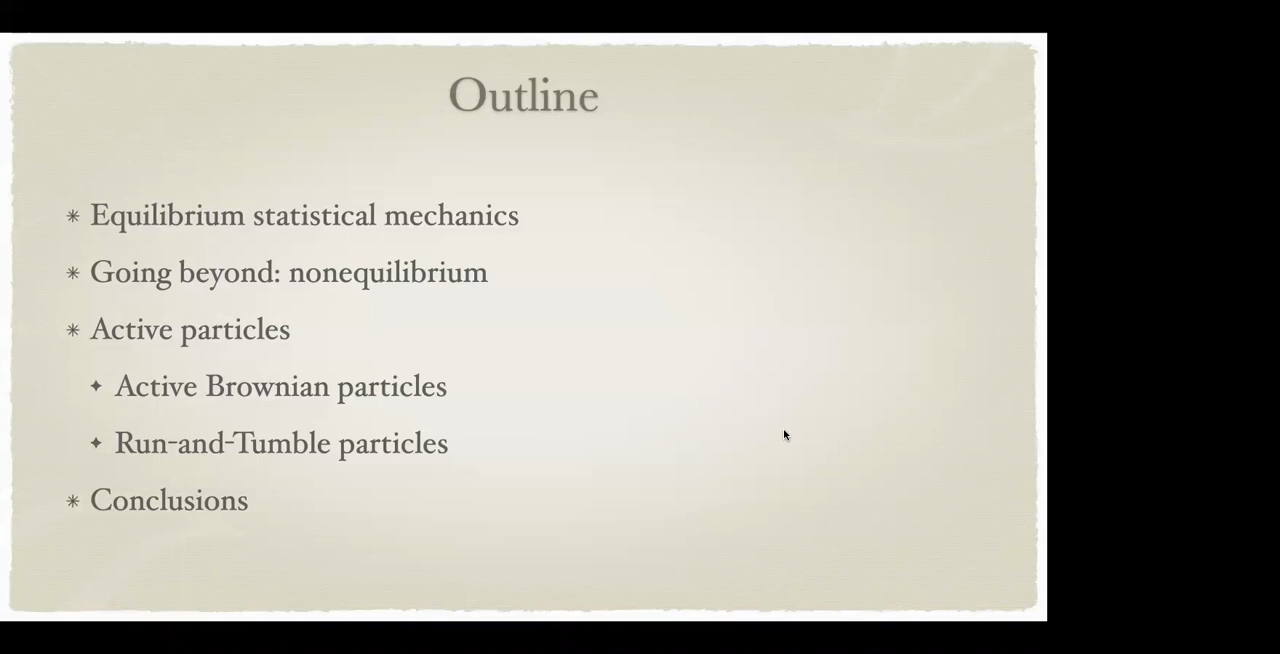 Outline
Equilibrium statistical mechanics
Going beyond: nonequilibrium
Active particles
Active Brownian particles
Run-and-Tumble particles
Conclusions